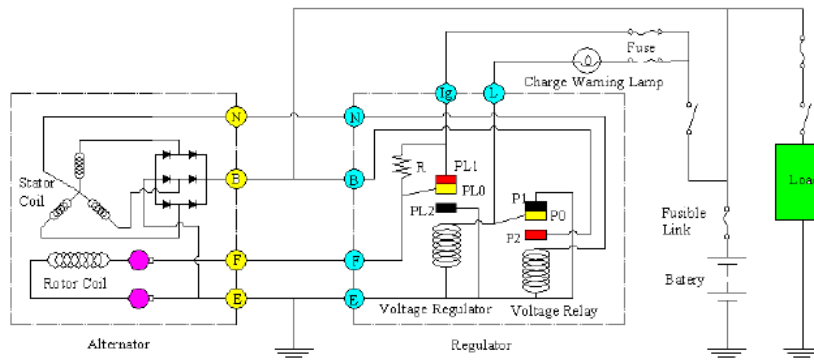 Fuse
Ig
L
Charge Warning Lamp
N
N
Stator
Coil
R
PL1
PL0
PL2
P1
P0
P2
B
B
Load
Fusible
Link
F
F
Rotor Coil
Batery
E
E
Voltage Regulator
Voltage Relay
Alternator
Regulator